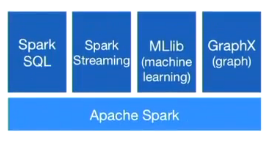 Spark
SQL
Spark
Streaming
MLlib
(machine
learning)
GraphX
(graph)
Apache Spark